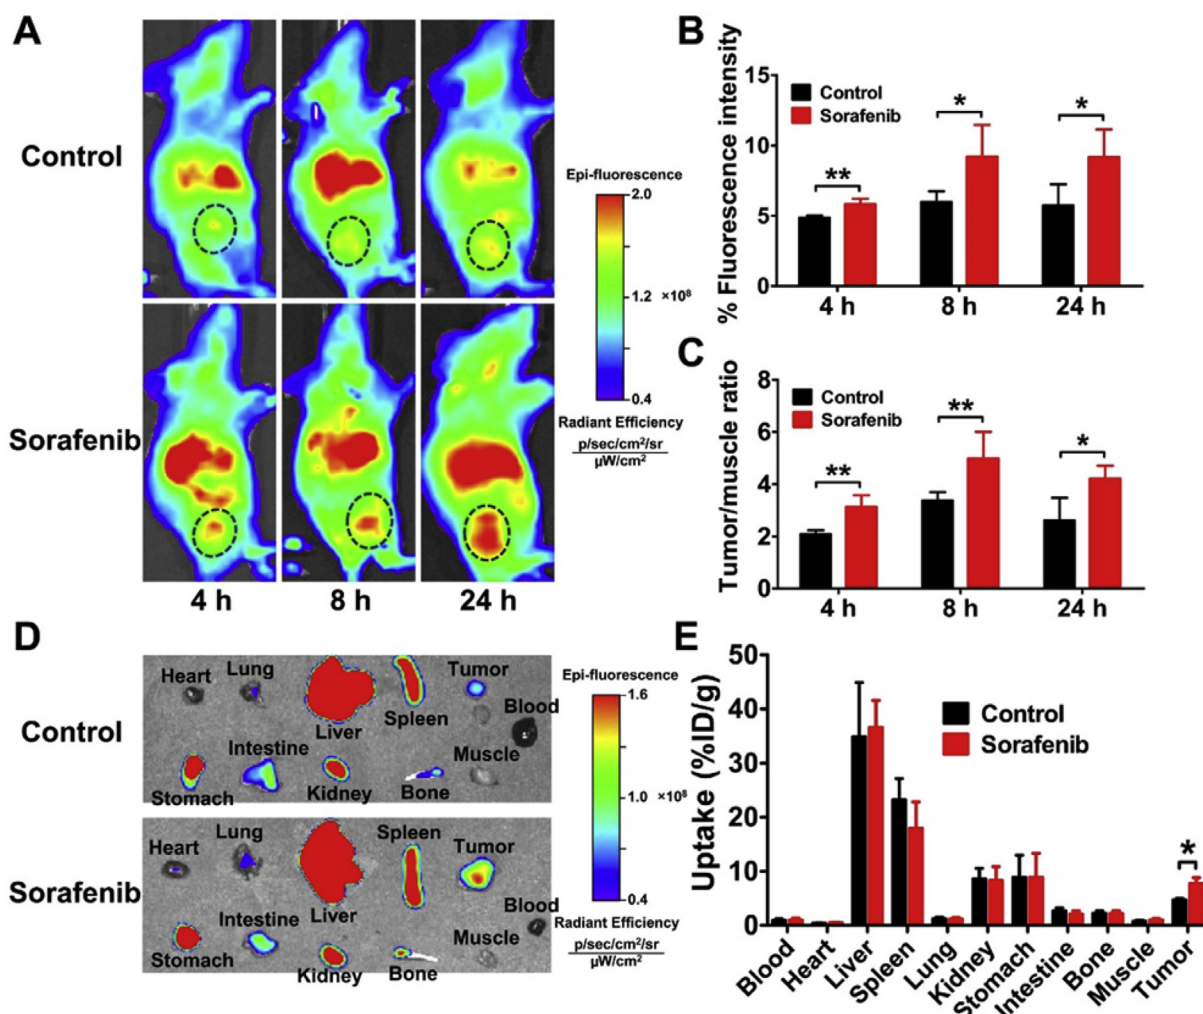 A
Control
Sorafenib
4 h
8 h
24 h
Epi-fluorescence
2.0
1.2 ×10⁸
0.4
Radiant Efficiency
p/sec/cm²/sr
µW/cm²
B
% Fluorescence intensity
15
10
5
0
Control
Sorafenib
**
*
*
4 h
8 h
24 h
C
Tumor/muscle ratio
8
6
4
2
0
Control
Sorafenib
**
**
*
4 h
8 h
24 h
D
Control
Heart
Lung
Liver
Spleen
Tumor
Blood
Stomach
Intestine
Kidney
Bone
Muscle
Sorafenib
Heart
Lung
Liver
Spleen
Tumor
Blood
Stomach
Intestine
Kidney
Bone
Muscle
Epi-fluorescence
1.6
1.0 ×10⁸
0.4
Radiant Efficiency
p/sec/cm²/sr
µW/cm²
E
Uptake (%ID/g)
50
40
30
20
10
0
Control
Sorafenib
*
Blood
Heart
Liver
Spleen
Lung
Kidney
Stomach
Intestine
Bone
Muscle
Tumor